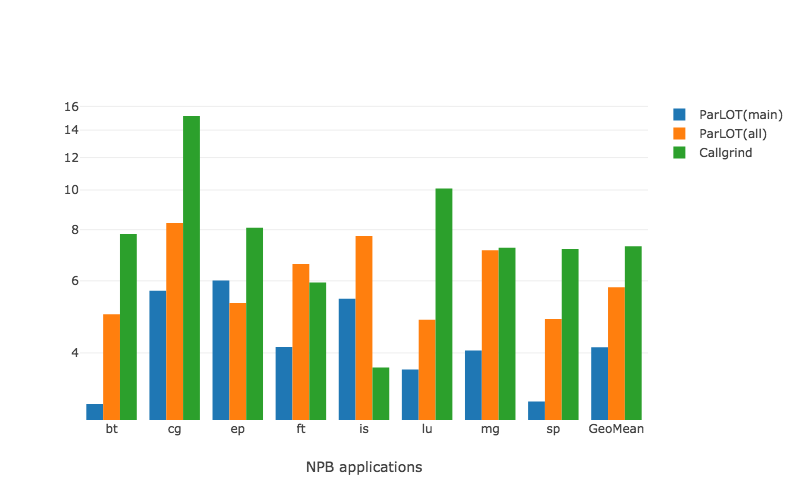 16
14
12
10
8
6
4
bt cg ep ft is lu mg sp GeoMean
NPB applications
ParLOT(main)
ParLOT(all)
Callgrind